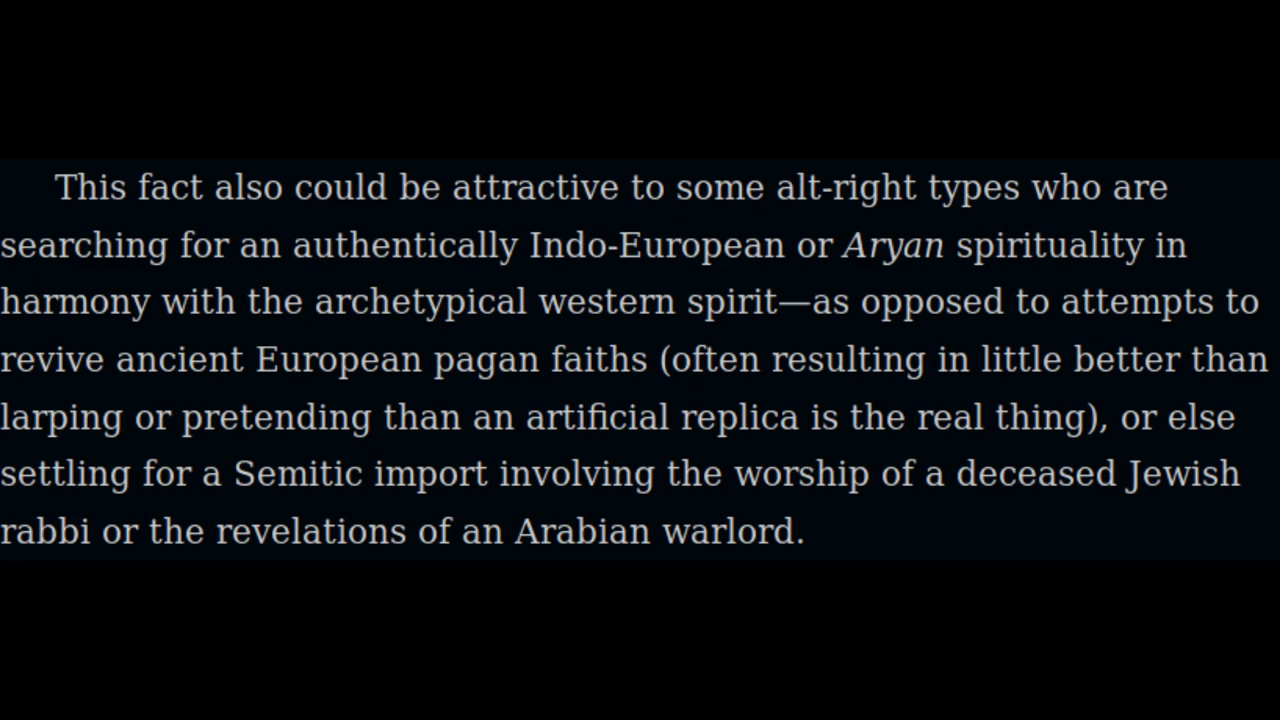 This fact also could be attractive to some alt-right types who are
searching for an authentically Indo-European or Aryan spirituality in
harmony with the archetypical western spirit—as opposed to attempts to
revive ancient European pagan faiths (often resulting in little better than
larping or pretending than an artificial replica is the real thing), or else
settling for a Semitic import involving the worship of a deceased Jewish
rabbi or the revelations of an Arabian warlord.